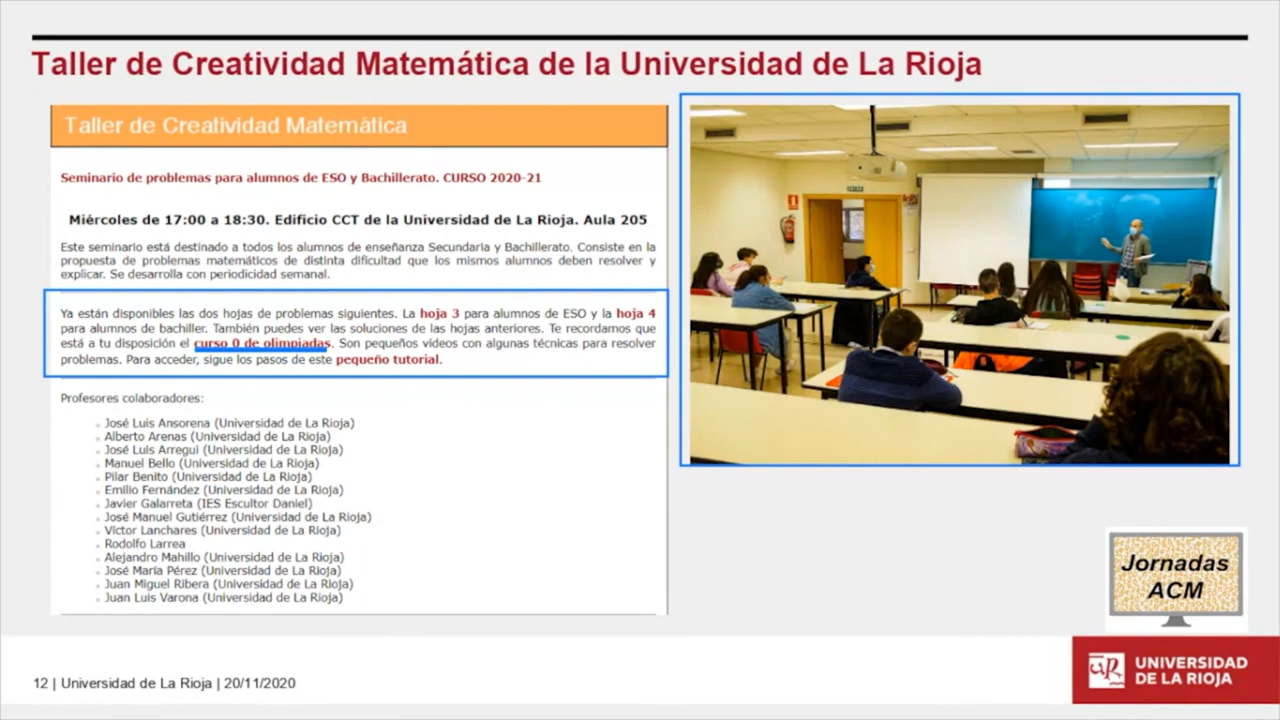 Taller de Creatividad Matemática de la Universidad de La Rioja
Taller de Creatividad Matemática
Seminario de problemas para alumnos de ESO y Bachillerato. CURSO 2020-21
Miércoles de 17:00 a 18:30. Edificio CCT de la Universidad de La Rioja. Aula 205
Este seminario está destinado a todos los alumnos de enseñanza Secundaria y Bachillerato. Consiste en la
propuesta de problemas matemáticos de distinta dificultad que los mismos alumnos deben resolver y
explicar. Se desarrolla con periodicidad semanal.
Ya están disponibles las dos hojas de problemas siguientes. La hoja 3 para alumnos de ESO y la hoja 4
para alumnos de bachiller. También puedes ver las soluciones de las hojas anteriores. Te recordamos que
está a tu disposición el curso 0 de olimpiadas. Son pequeños vídeos con algunas técnicas para resolver
problemas. Para acceder, sigue los pasos de este pequeño tutorial.
Profesores colaboradores:
José Luis Ansorena (Universidad de La Rioja)
Alberto Arenas (Universidad de La Rioja)
José Luis Arregui (Universidad de La Rioja)
Manuel Bello (Universidad de La Rioja)
Pilar Benito (Universidad de La Rioja)
Emilio Fernández (Universidad de La Rioja)
Javier Galarreta (IES Escultor Daniel)
José Manuel Gutiérrez (Universidad de La Rioja)
Víctor Lanchares (Universidad de La Rioja)
Rodolfo Larrea
Alejandro Mahillo (Universidad de La Rioja)
José María Pérez (Universidad de La Rioja)
Juan Miguel Ribera (Universidad de La Rioja)
Juan Luis Varona (Universidad de La Rioja)
Jornadas
ACM
12 | Universidad de La Rioja | 20/11/2020
UNIVERSIDAD
DE LA RIOJA